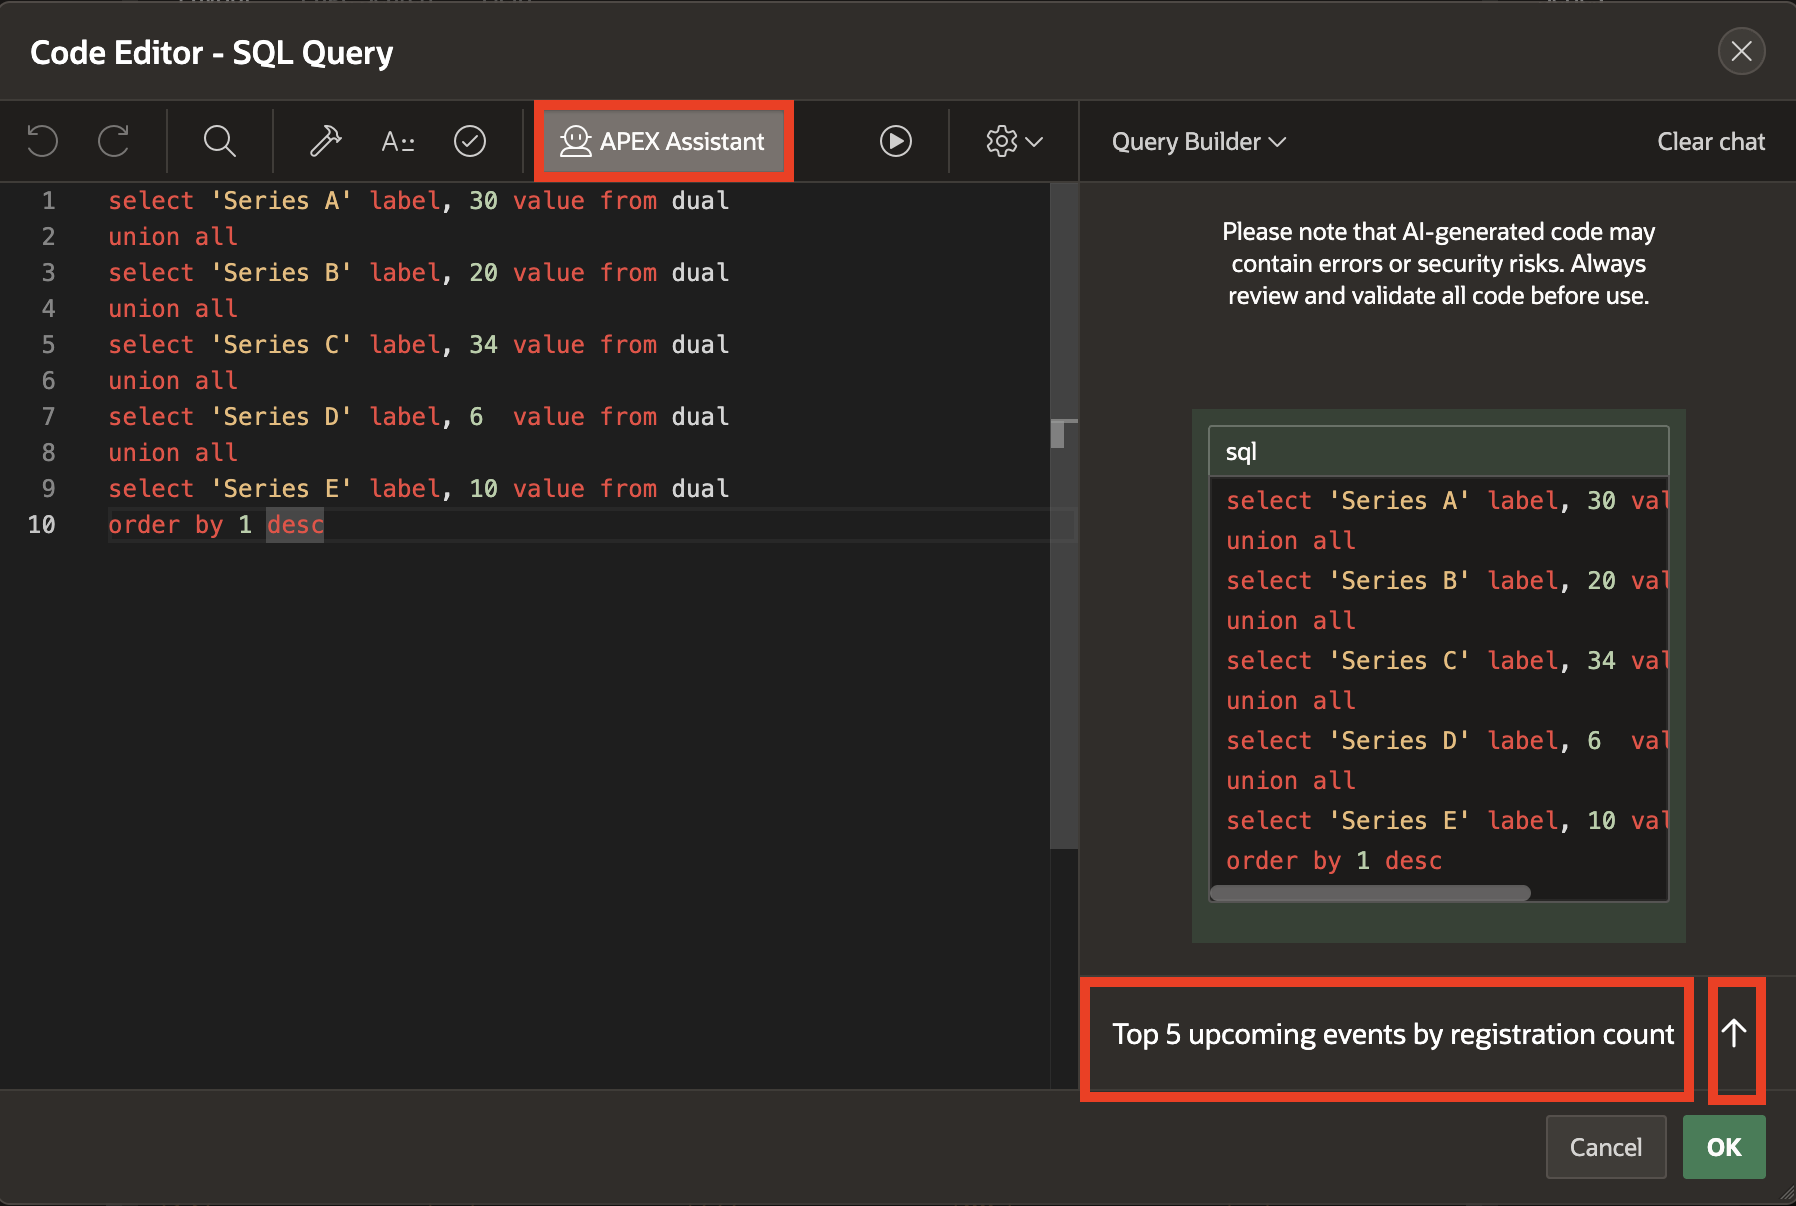 Code Editor - SQL Query
APEX Assistant
Query Builder
Clear chat
1 select 'Series A' label, 30 value from dual
2 union all
3 select 'Series B' label, 20 value from dual
4 union all
5 select 'Series C' label, 34 value from dual
6 union all
7 select 'Series D' label, 6  value from dual
8 union all
9 select 'Series E' label, 10 value from dual
10 order by 1 desc
Please note that AI-generated code may
contain errors or security risks. Always
review and validate all code before use.
sql
select 'Series A' label, 30 val
union all
select 'Series B' label, 20 val
union all
select 'Series C' label, 34 val
union all
select 'Series D' label, 6  val
union all
select 'Series E' label, 10 val
order by 1 desc
Top 5 upcoming events by registration count
Cancel
OK